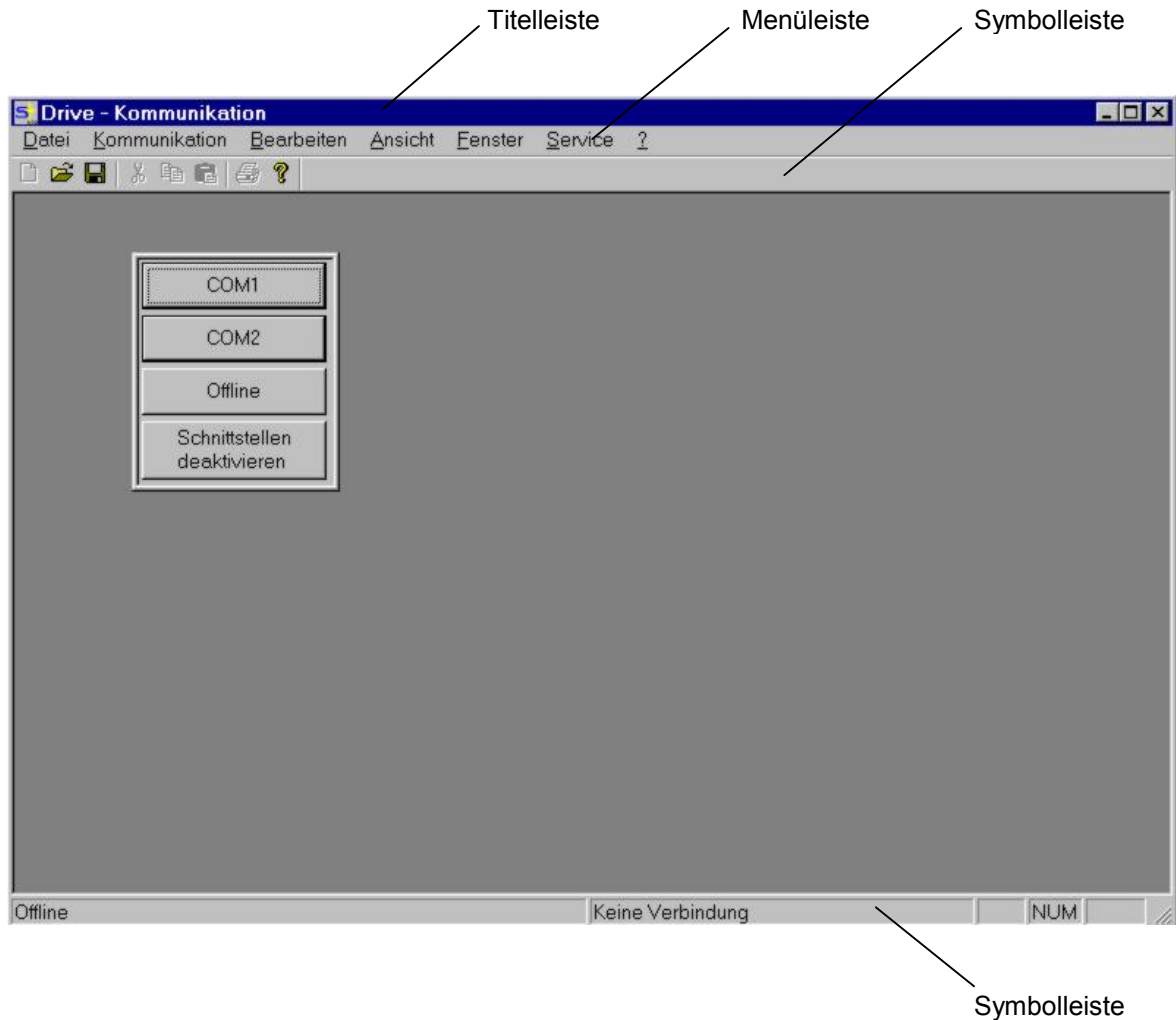 Titelleiste Menüleiste Symbolleiste
Drive - Kommunikation
Datei Kommunikation Bearbeiten Ansicht Fenster Service ?
COM1
COM2
Offline
Schnittstellen
deaktivieren
Offline Keine Verbindung NUM
Symbolleiste